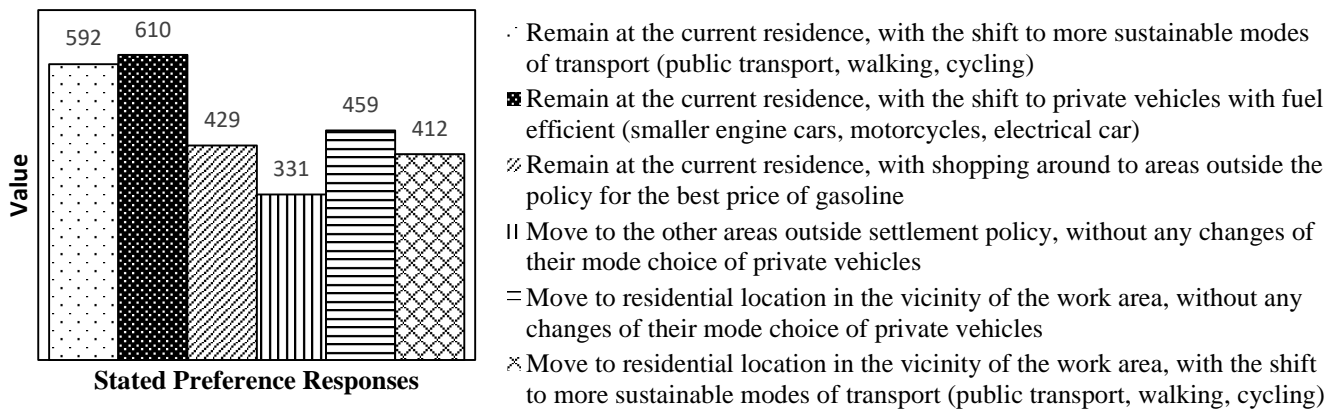 592
610
429
331
459
412
Value
Stated Preference Responses
Remain at the current residence, with the shift to more sustainable modes
of transport (public transport, walking, cycling)
Remain at the current residence, with the shift to private vehicles with fuel
efficient (smaller engine cars, motorcycles, electrical car)
Remain at the current residence, with shopping around to areas outside the
policy for the best price of gasoline
Move to the other areas outside settlement policy, without any changes of
their mode choice of private vehicles
Move to residential location in the vicinity of the work area, without any
changes of their mode choice of private vehicles
Move to residential location in the vicinity of the work area, with the shift
to more sustainable modes of transport (public transport, walking, cycling)